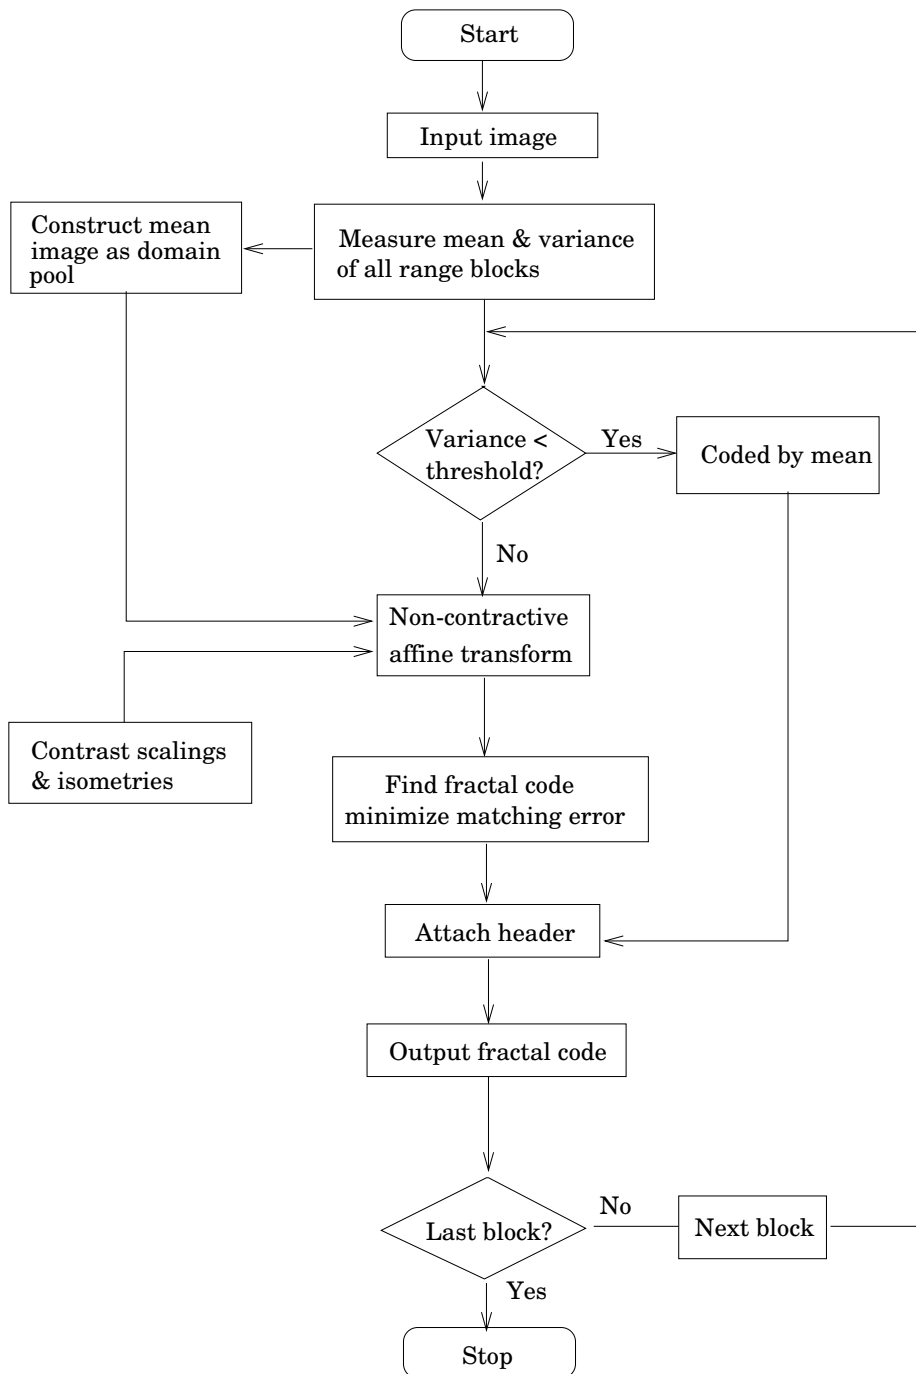 Start
Input image
Construct mean
image as domain
pool
Measure mean & variance
of all range blocks
Variance <
threshold?
Yes
Coded by mean
No
Non-contractive
affine transform
Contrast scalings
& isometries
Find fractal code
minimize matching error
Attach header
Output fractal code
Last block?
No
Next block
Yes
Stop